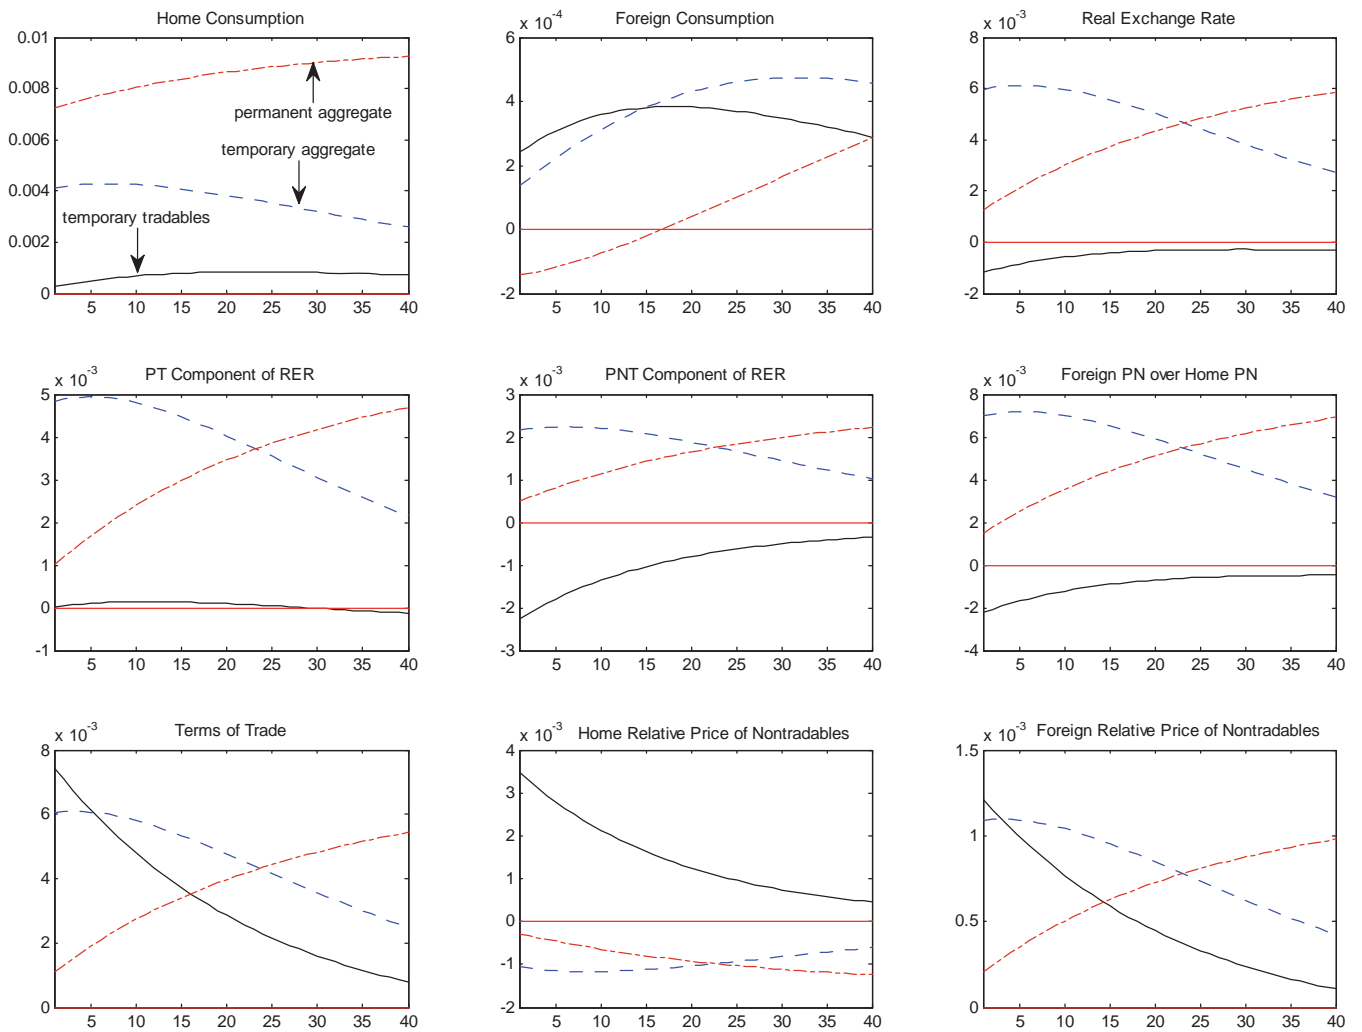 Home Consumption
0.01
0.008
0.006
0.004
0.002
0
permanent aggregate
temporary aggregate
temporary tradables
5 10 15 20 25 30 35 40
Foreign Consumption
x 10-4
6
4
2
0
-2
5 10 15 20 25 30 35 40
Real Exchange Rate
x 10-3
8
6
4
2
0
-2
5 10 15 20 25 30 35 40
PT Component of RER
x 10-3
5
4
3
2
1
0
-1
5 10 15 20 25 30 35 40
PNT Component of RER
x 10-3
3
2
1
0
-1
-2
-3
5 10 15 20 25 30 35 40
Foreign PN over Home PN
x 10-3
8
6
4
2
0
-2
-4
5 10 15 20 25 30 35 40
Terms of Trade
x 10-3
8
6
4
2
0
5 10 15 20 25 30 35 40
Home Relative Price of Nontradables
x 10-3
4
3
2
1
0
-1
-2
5 10 15 20 25 30 35 40
Foreign Relative Price of Nontradables
x 10-3
1.5
1
0.5
0
5 10 15 20 25 30 35 40